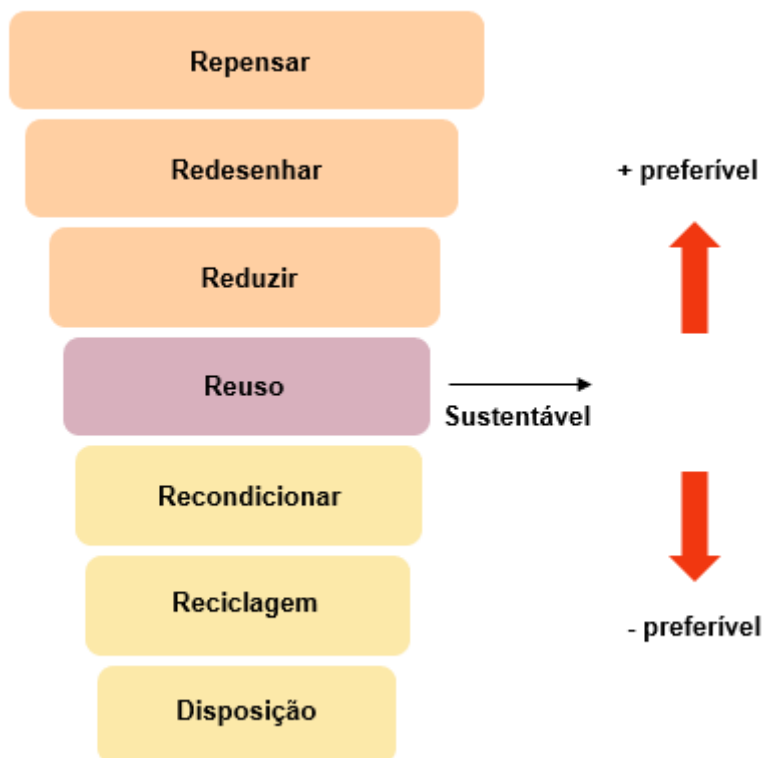 Repensar
Redesenhar
+ preferível
Reduzir
Reuso
Sustentável
Recondicionar
Reciclagem
- preferível
Disposição